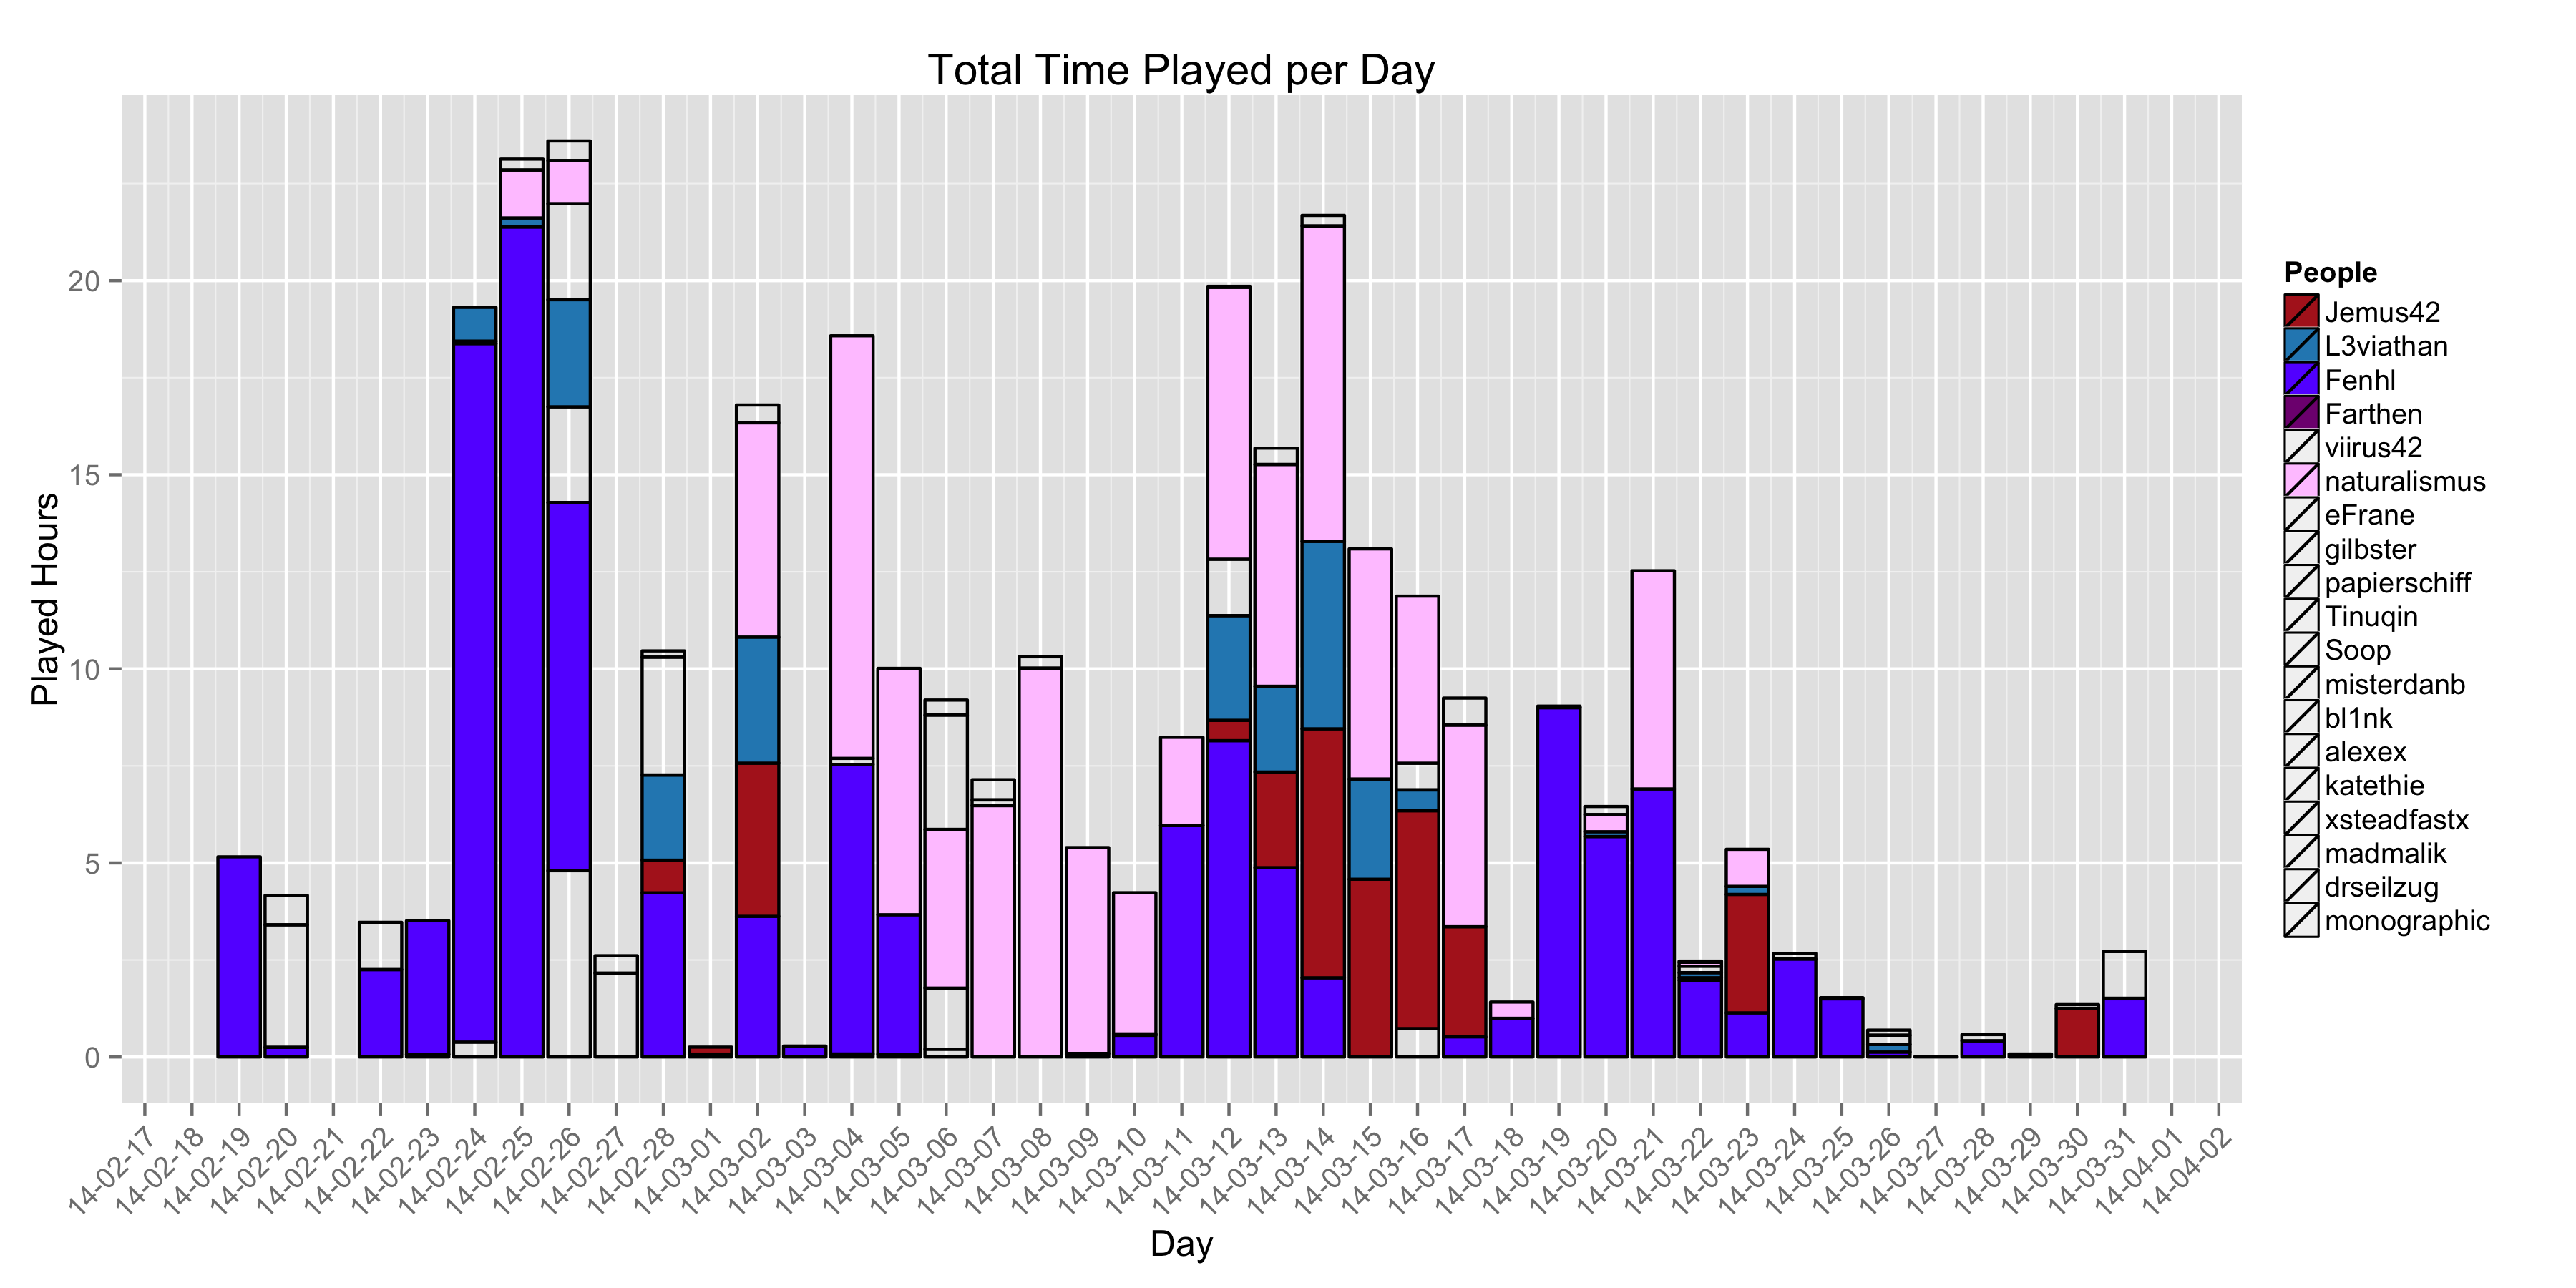 Total Time Played per Day
Played Hours
20
15
10
5
0
14-02-17
14-02-18
14-02-19
14-02-20
14-02-21
14-02-22
14-02-23
14-02-24
14-02-25
14-02-26
14-02-27
14-02-28
14-03-01
14-03-02
14-03-03
14-03-04
14-03-05
14-03-06
14-03-07
14-03-08
14-03-09
14-03-10
14-03-11
14-03-12
14-03-13
14-03-14
14-03-15
14-03-16
14-03-17
14-03-18
14-03-19
14-03-20
14-03-21
14-03-22
14-03-23
14-03-24
14-03-25
14-03-26
14-03-27
14-03-28
14-03-29
14-03-30
14-03-31
14-04-01
14-04-02
Day
People
Jemus42
L3viathan
Fenhl
Farthen
viirus42
naturalismus
eFrane
gilbster
papierschiff
Tinuqin
Soop
misterdanb
bl1nk
alexex
katethie
xsteadfastx
madmalik
drseilzug
monographic